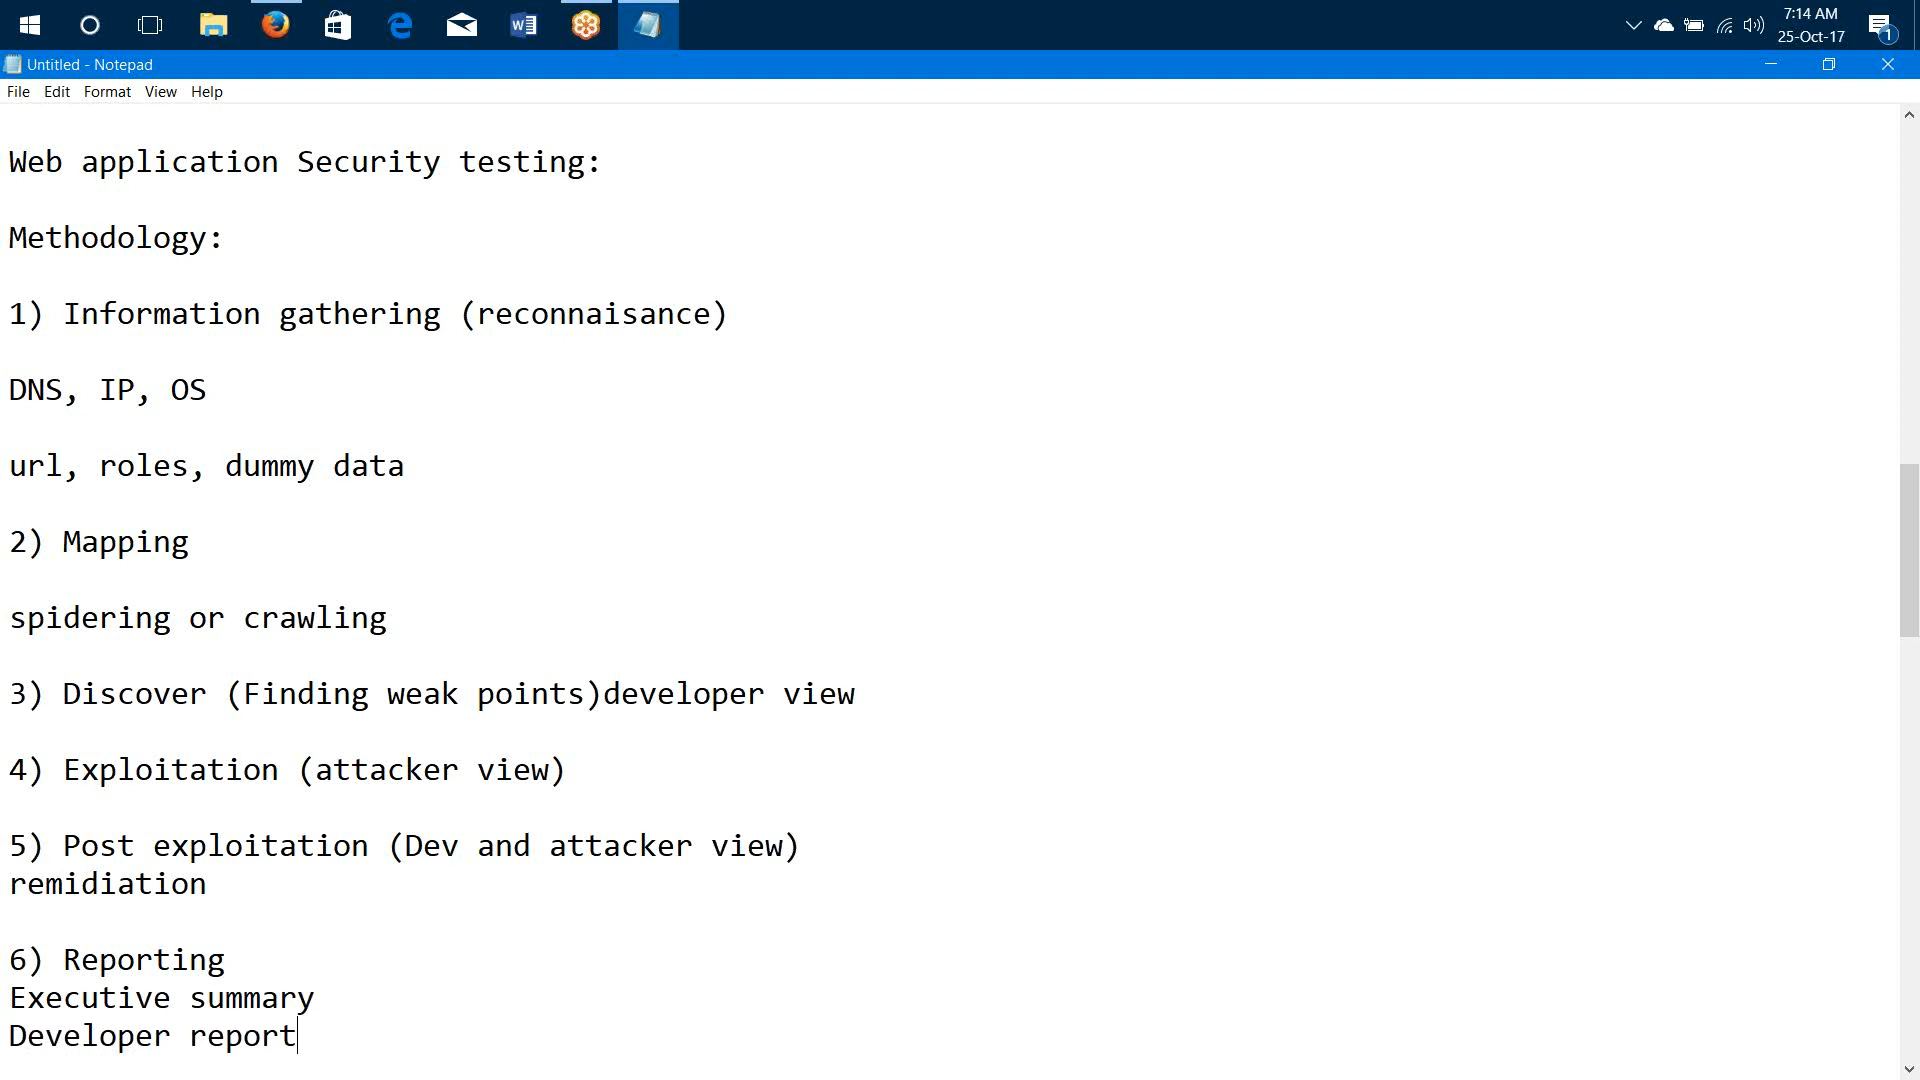 7:14 AM
25-Oct-17
1
Untitled - Notepad
File Edit Format View Help
Web application Security testing:
Methodology:
1) Information gathering (reconnaisance)
DNS, IP, OS
url, roles, dummy data
2) Mapping
spidering or crawling
3) Discover (Finding weak points)developer view
4) Exploitation (attacker view)
5) Post exploitation (Dev and attacker view)
remidiation
6) Reporting
Executive summary
Developer report